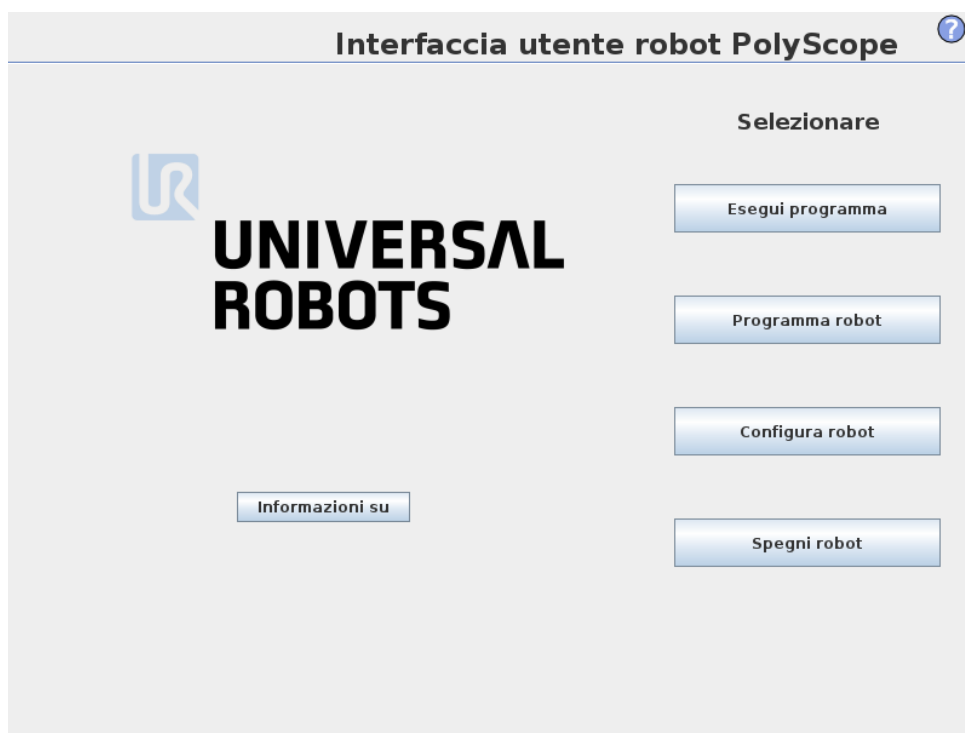 Interfaccia utente robot PolyScope
?
Selezionare
UR
UNIVERSAL
ROBOTS
Esegui programma
Programma robot
Configura robot
Informazioni su
Spegni robot